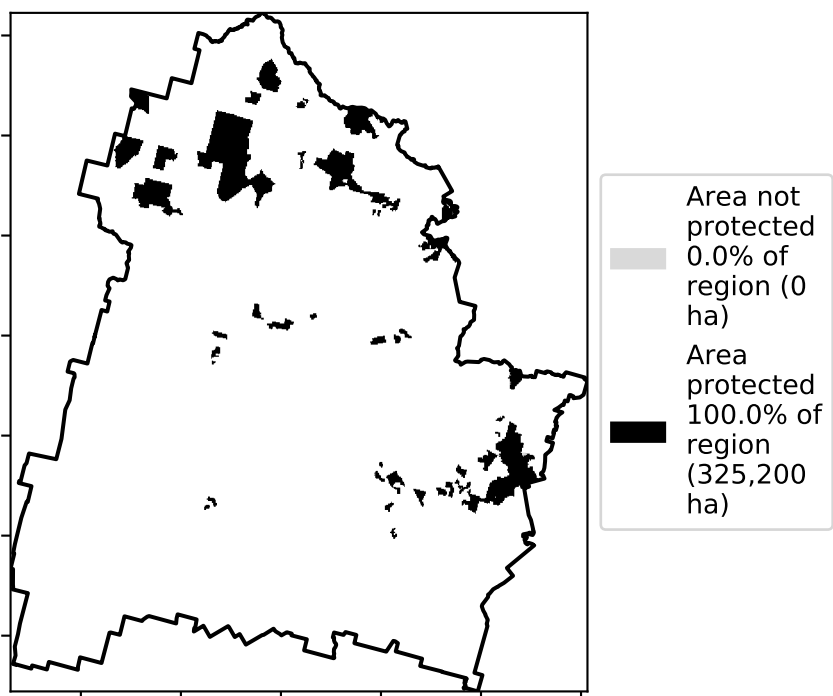 Area not
protected
0.0% of
region (0
ha)
Area
protected
100.0% of
region
(325,200
ha)